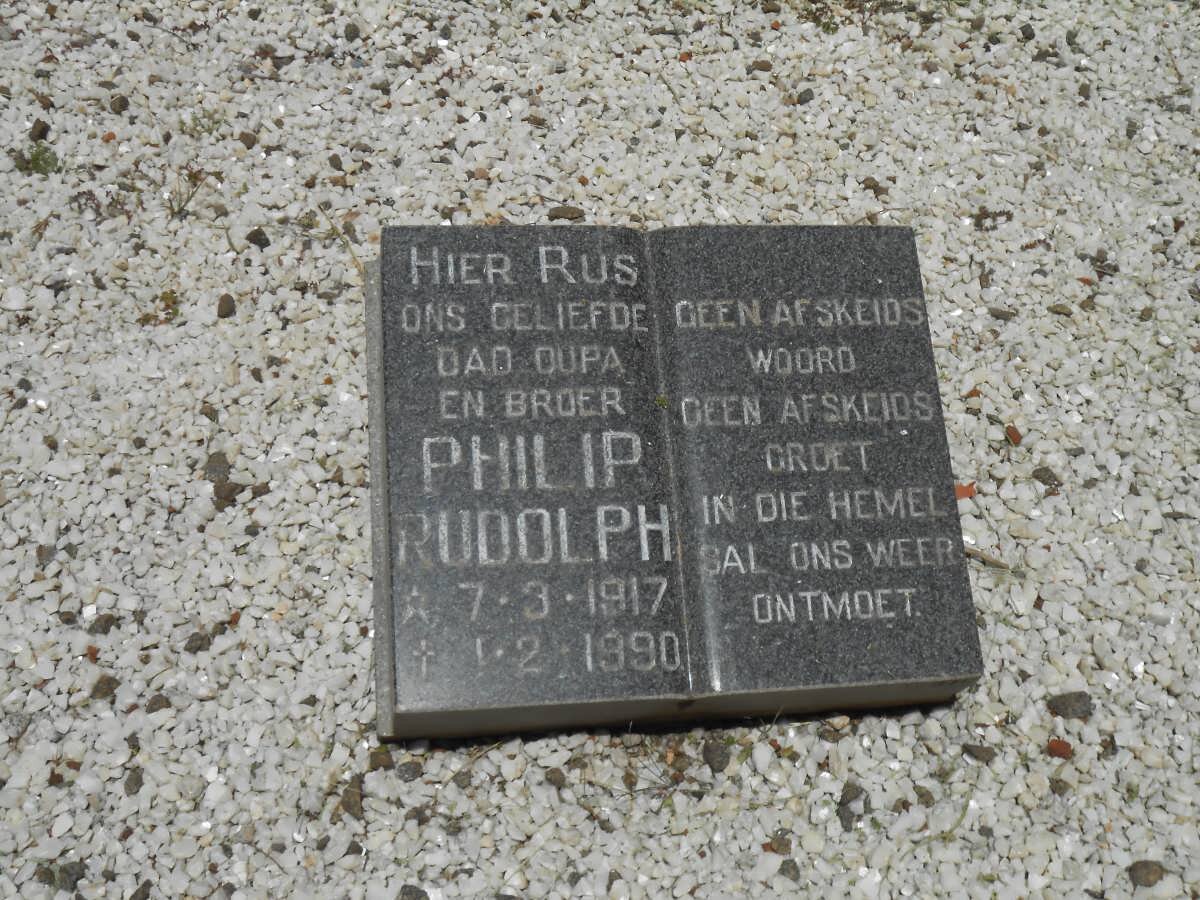 HIER RUS
ONS GELIEFDE
DAD OUPA
EN BROER
PHILIP
RUDOLPH
☆ 7·3·1917
✝ 1·2·1990
GEEN AFSKEIDS
WOORD
GEEN AFSKEIDS
GROET
IN DIE HEMEL
SAL ONS WEER
ONTMOET.